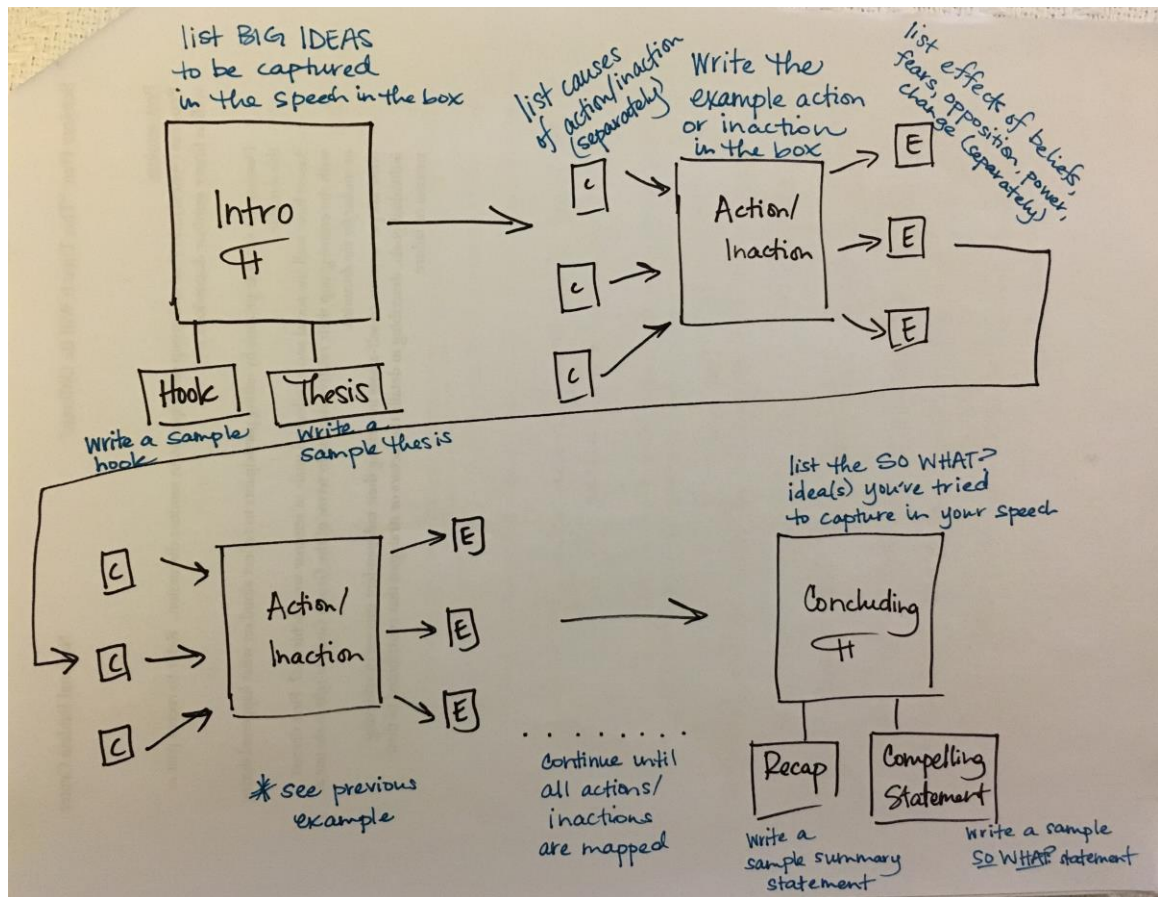 list BIG IDEAS
to be captured
in the speech in the box
Intro
¶
Hook
Write a sample
hook
Thesis
Write a
sample thesis
list causes
of action/inaction
(separately)
C
C
C
Write the
example action
or inaction
in the box
Action/
Inaction
list effects of beliefs,
fears, opposition, power,
change (separately)
E
E
E
C
C
C
Action/
Inaction
E
E
E
* see previous
example
. . . . . . . .
Continue until
all actions/
inactions
are mapped
list the SO WHAT?
idea(s) you've tried
to capture in your speech
Concluding
¶
Recap
Write a
sample summary
statement
Compelling
Statement
Write a sample
SO WHAT? statement